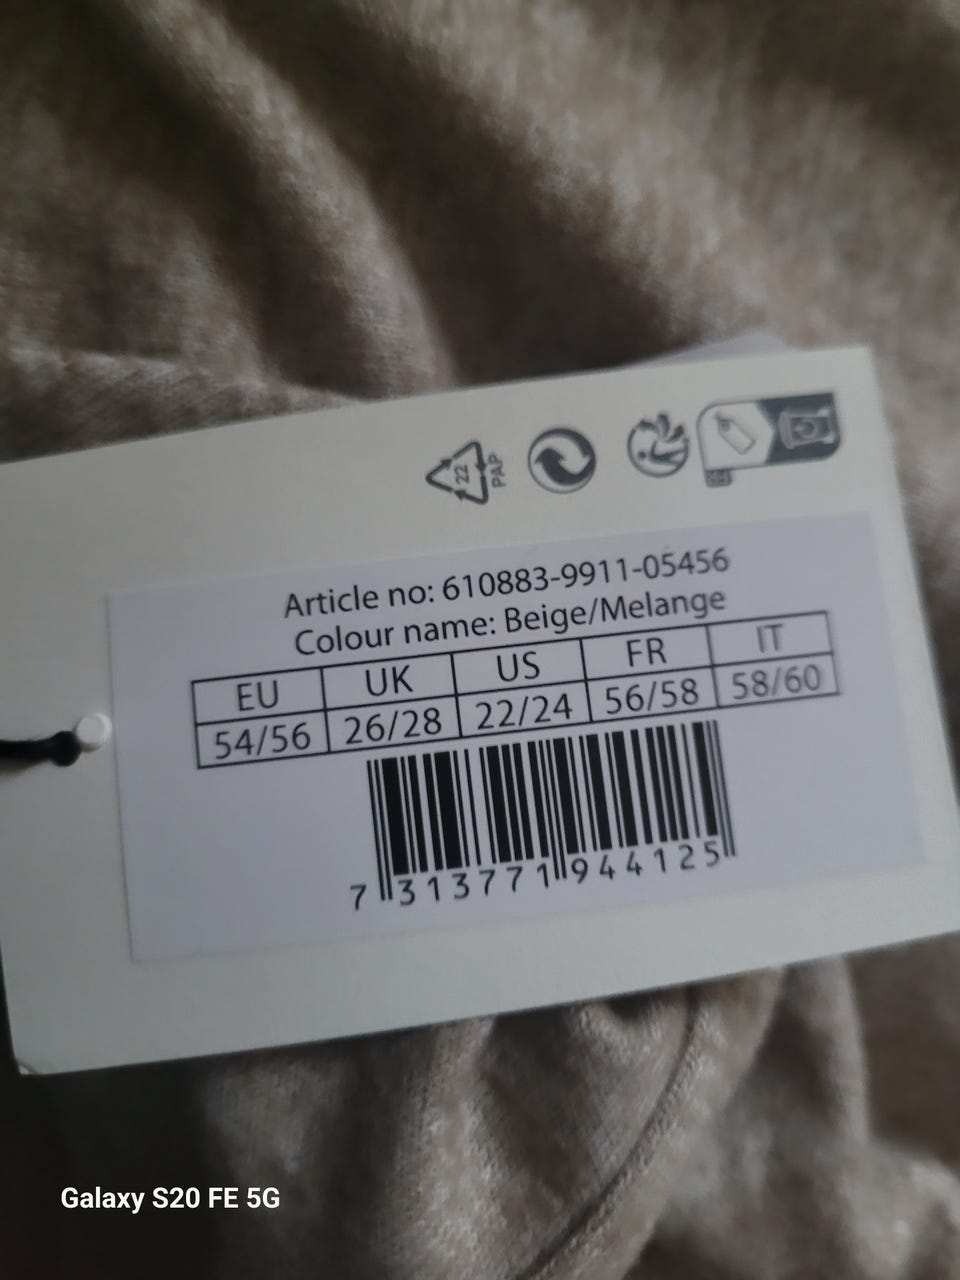 22
PAP
Article no: 610883-9911-05456
Colour name: Beige/Melange
EU UK US FR IT
54/56 26/28 22/24 56/58 58/60
7 313771 944125
Galaxy S20 FE 5G